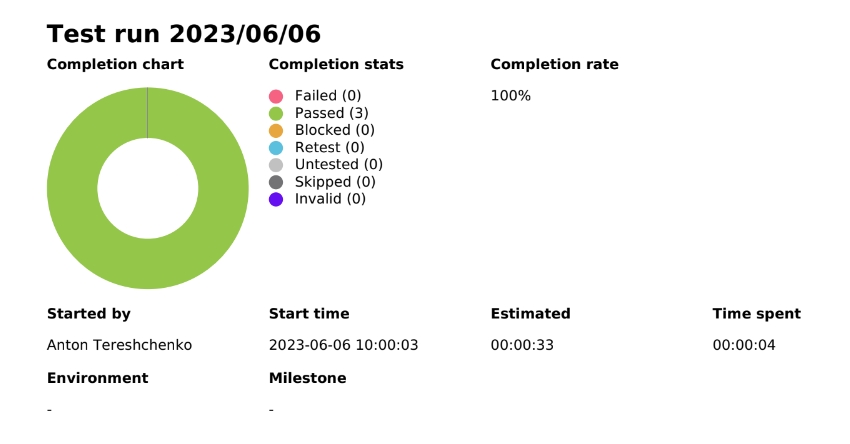 Test run 2023/06/06
Completion chart
Completion stats
Completion rate
Failed (0)
100%
Passed (3)
Blocked (0)
Retest (0)
Untested (0)
Skipped (0)
Invalid (0)
Started by
Start time
Estimated
Time spent
Anton Tereshchenko
2023-06-06 10:00:03
00:00:33
00:00:04
Environment
Milestone
-
-